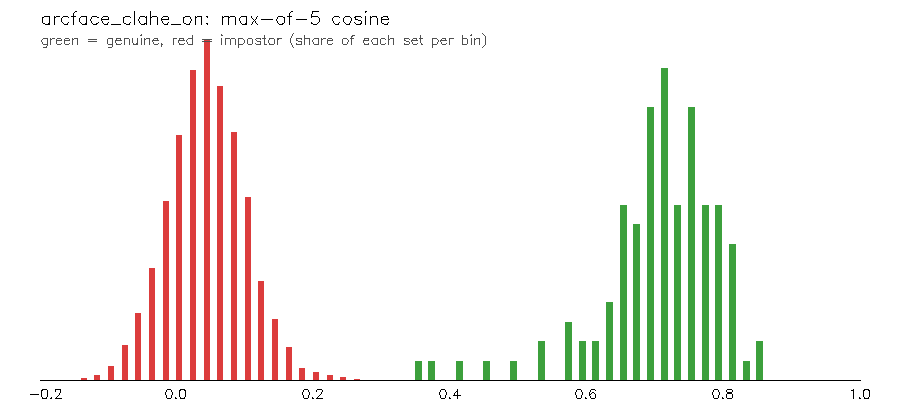 arcface_clahe_on: max-of-5 cosine
green = genuine, red = impostor (share of each set per bin)
-0.2 0.0 0.2 0.4 0.6 0.8 1.0